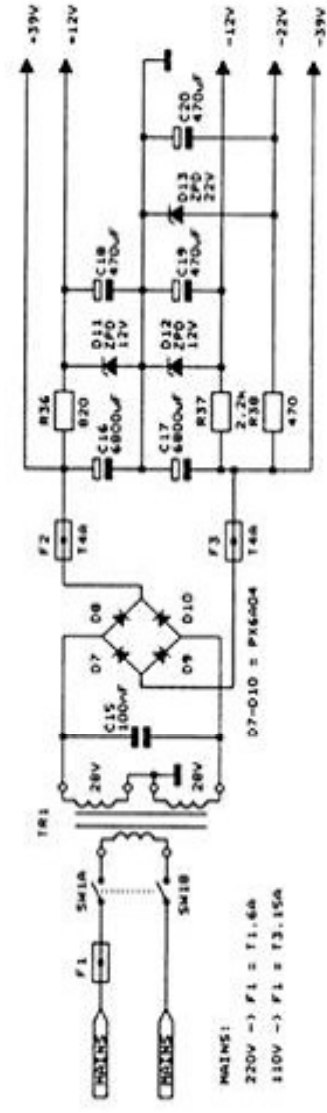 MAINS
MAINS
F1
SW1A
SW1B
TR1
28V
28V
C15
100nF
D7
D8
D9
D10
D7-D10 = PX6A04
F2
T4A
F3
T4A
R36
820
C16
6800uF
C17
6800uF
R37
2.2k
R38
470
D11
ZPD
12V
D12
ZPD
12V
C18
470uF
C19
470uF
D13
ZPD
22V
C20
470uF
+39V
+12V
-12V
-22V
-39V
MAINS:
220V -> F1 = T1.6A
110V -> F1 = T3.15A